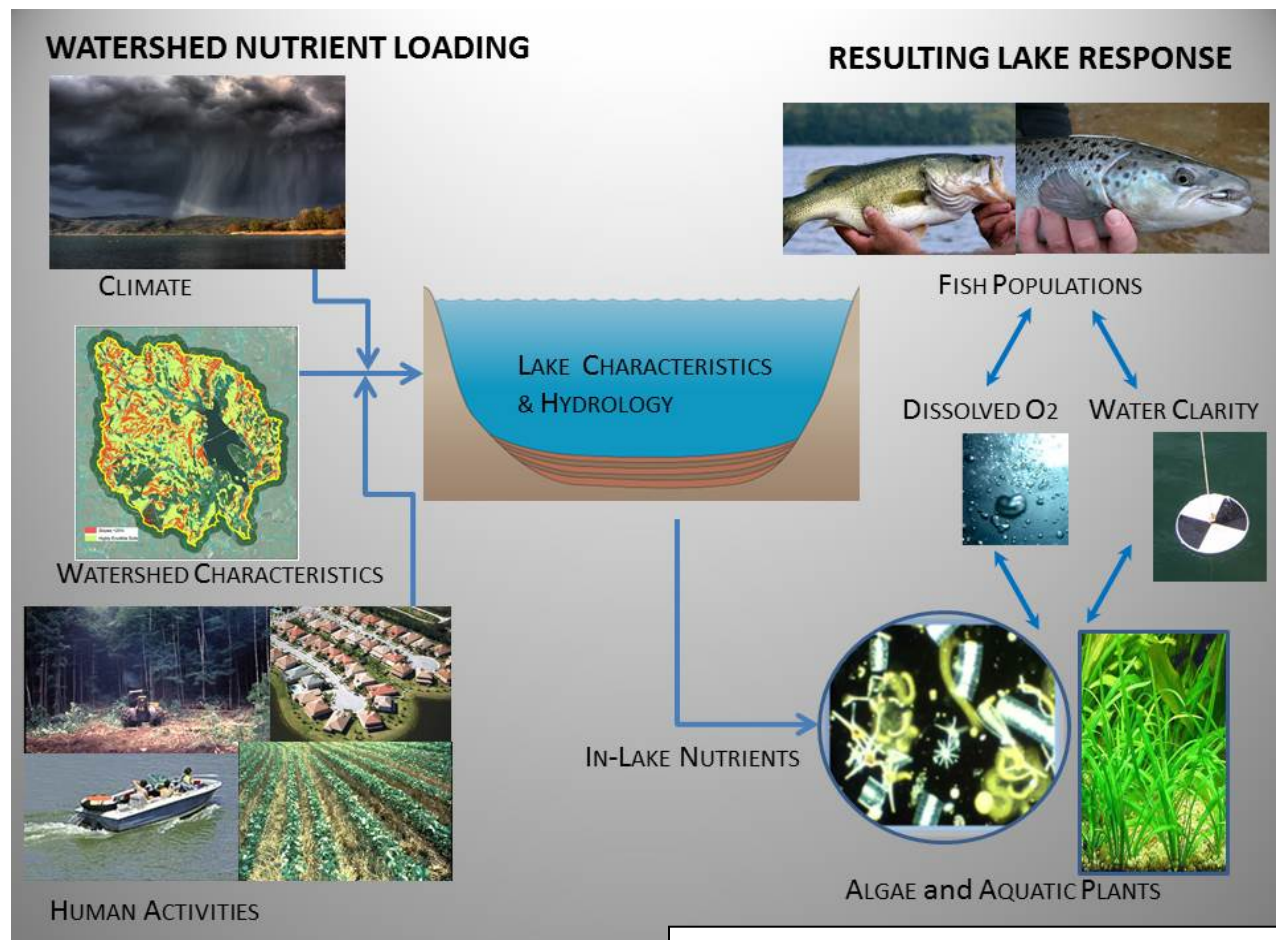 WATERSHED NUTRIENT LOADING
RESULTING LAKE RESPONSE
CLIMATE
FISH POPULATIONS
LAKE CHARACTERISTICS
& HYDROLOGY
DISSOLVED O2
WATER CLARITY
WATERSHED CHARACTERISTICS
IN-LAKE NUTRIENTS
ALGAE and AQUATIC PLANTS
HUMAN ACTIVITIES